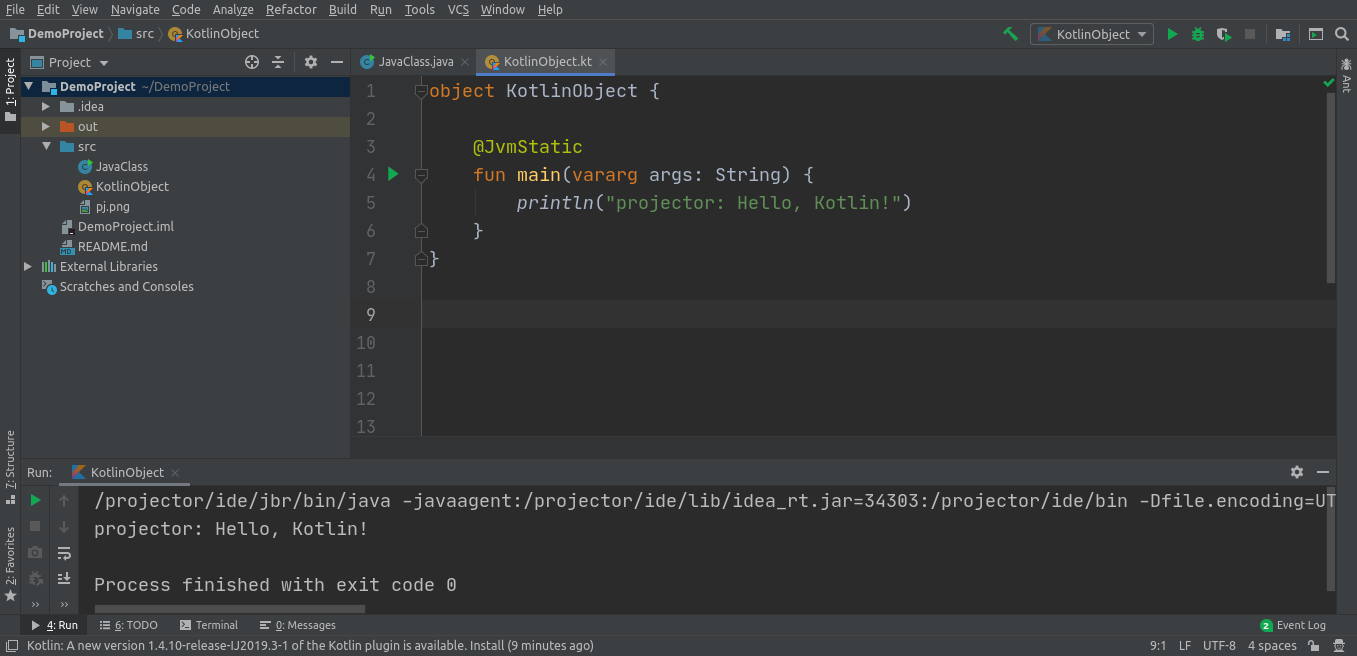 File Edit View Navigate Code Analyze Refactor Build Run Tools VCS Window Help
DemoProject src KotlinObject
KotlinObject
1: Project
Project
JavaClass.java
KotlinObject.kt
Ant
DemoProject ~/DemoProject
.idea
out
src
JavaClass
KotlinObject
pj.png
DemoProject.iml
README.md
External Libraries
Scratches and Consoles
1 object KotlinObject {
2
3 @JvmStatic
4 fun main(vararg args: String) {
5 println("projector: Hello, Kotlin!")
6 }
7 }
8
9
10
11
12
13
7: Structure
2: Favorites
Run: KotlinObject
/projector/ide/jbr/bin/java -javaagent:/projector/ide/lib/idea_rt.jar=34303:/projector/ide/bin -Dfile.encoding=UT
projector: Hello, Kotlin!
Process finished with exit code 0
4: Run 6: TODO Terminal 0: Messages
2 Event Log
Kotlin: A new version 1.4.10-release-IJ2019.3-1 of the Kotlin plugin is available. Install (9 minutes ago)
9:1 LF UTF-8 4 spaces